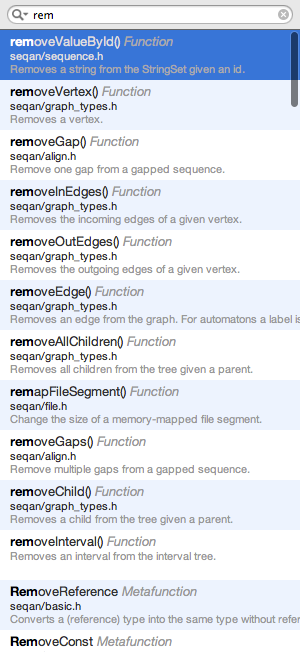 rem
removeValueById() Function
seqan/sequence.h
Removes a string from the StringSet given an id.
removeVertex() Function
seqan/graph_types.h
Removes a vertex.
removeGap() Function
seqan/align.h
Remove one gap from a gapped sequence.
removeInEdges() Function
seqan/graph_types.h
Removes the incoming edges of a given vertex.
removeOutEdges() Function
seqan/graph_types.h
Removes the outgoing edges of a given vertex.
removeEdge() Function
seqan/graph_types.h
Removes an edge from the graph. For automatons a label is
removeAllChildren() Function
seqan/graph_types.h
Removes all children from the tree given a parent.
remapFileSegment() Function
seqan/file.h
Change the size of a memory-mapped file segment.
removeGaps() Function
seqan/align.h
Remove multiple gaps from a gapped sequence.
removeChild() Function
seqan/graph_types.h
Removes a child from the tree given a parent.
removeInterval() Function
Removes an interval from the interval tree.
RemoveReference Metafunction
seqan/basic.h
Converts a (reference) type into the same type without refer
RemoveConst Metafunction